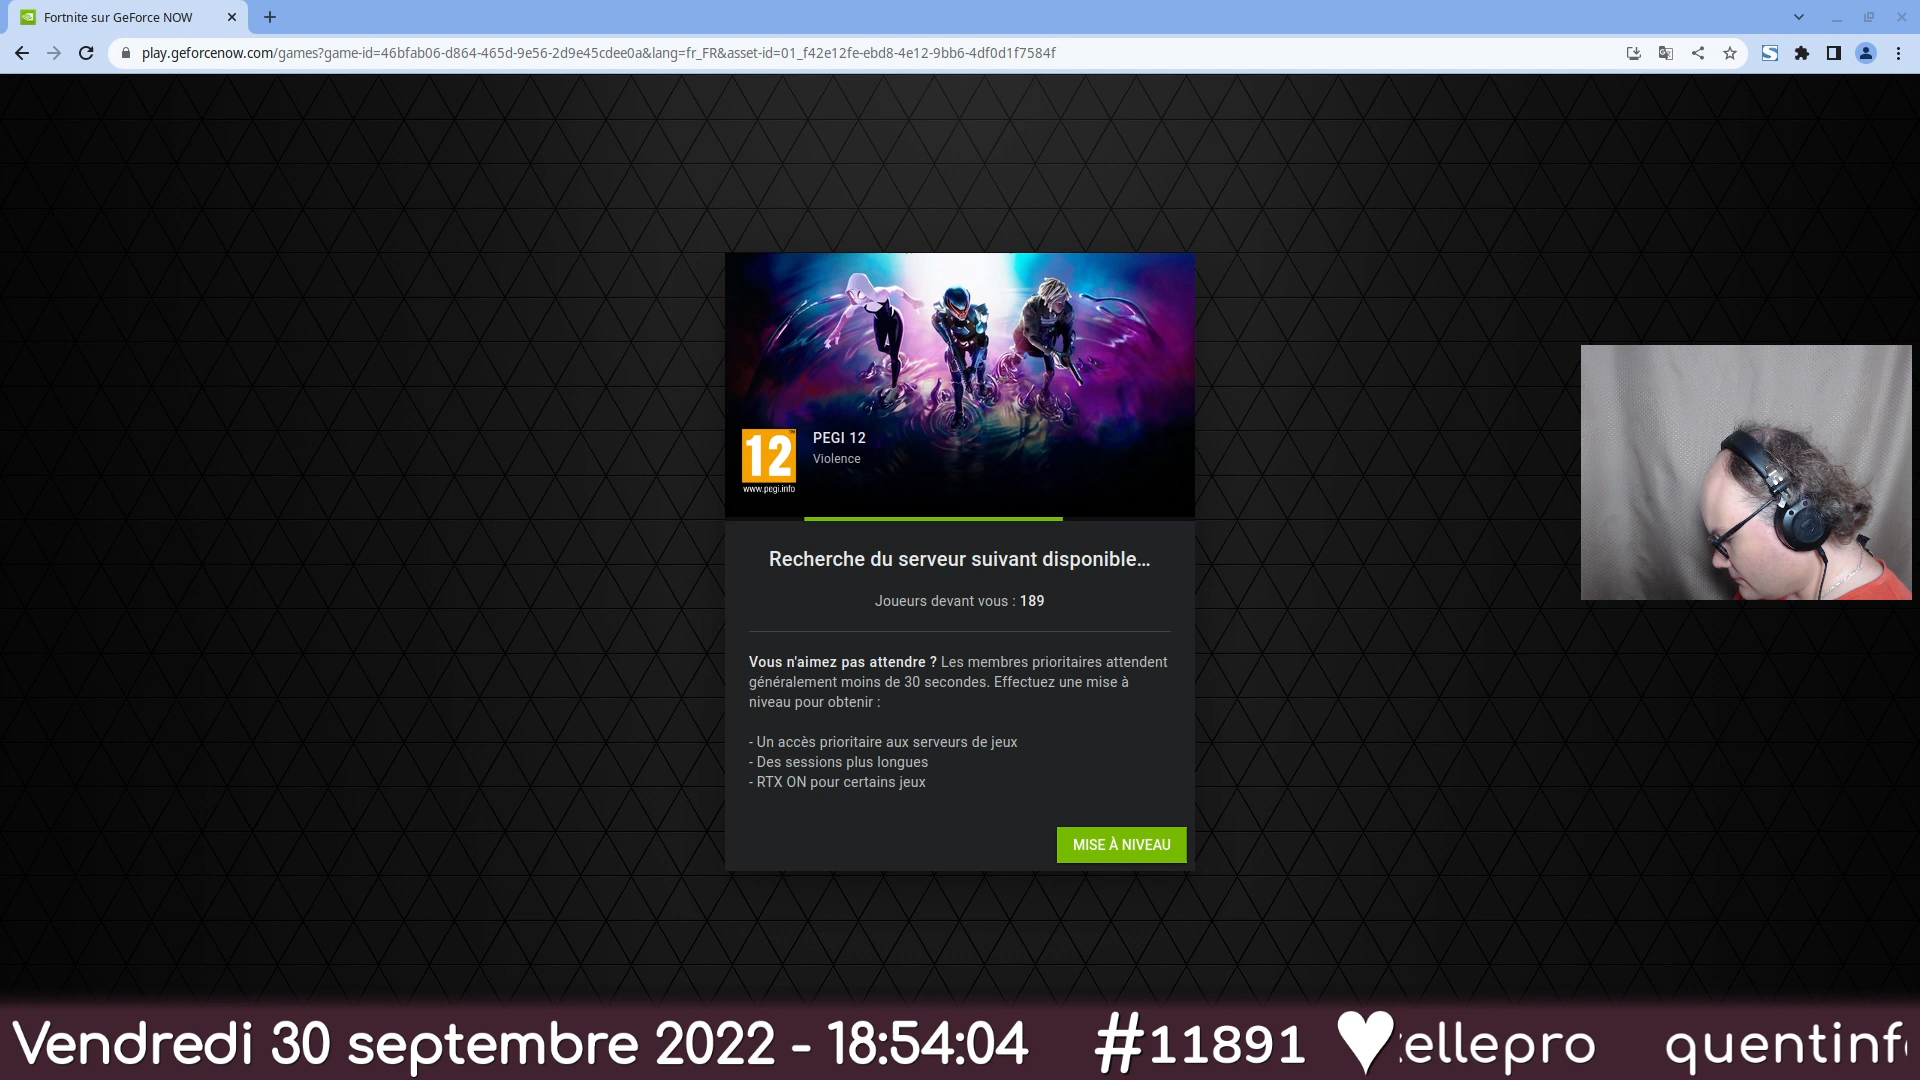 Fortnite sur GeForce NOW
play.geforcenow.com/games?game-id=46bfab06-d864-465d-9e56-2d9e45cdee0a&lang=fr_FR&asset-id=01_f42e12fe-ebd8-4e12-9bb6-4df0d1f7584f
12
www.pegi.info
PEGI 12
Violence
Recherche du serveur suivant disponible...
Joueurs devant vous : 189
Vous n'aimez pas attendre ? Les membres prioritaires attendent
généralement moins de 30 secondes. Effectuez une mise à
niveau pour obtenir :
- Un accès prioritaire aux serveurs de jeux
- Des sessions plus longues
- RTX ON pour certains jeux
MISE À NIVEAU
Vendredi 30 septembre 2022 - 18:54:04 #11891 ellepro quentinf